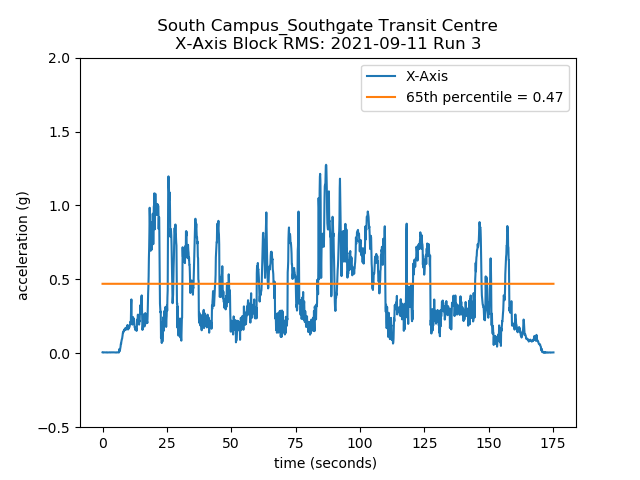 South Campus_Southgate Transit Centre
X-Axis Block RMS: 2021-09-11 Run 3
2.0
1.5
1.0
0.5
0.0
−0.5
acceleration (g)
X-Axis
65th percentile = 0.47
0 25 50 75 100 125 150 175
time (seconds)